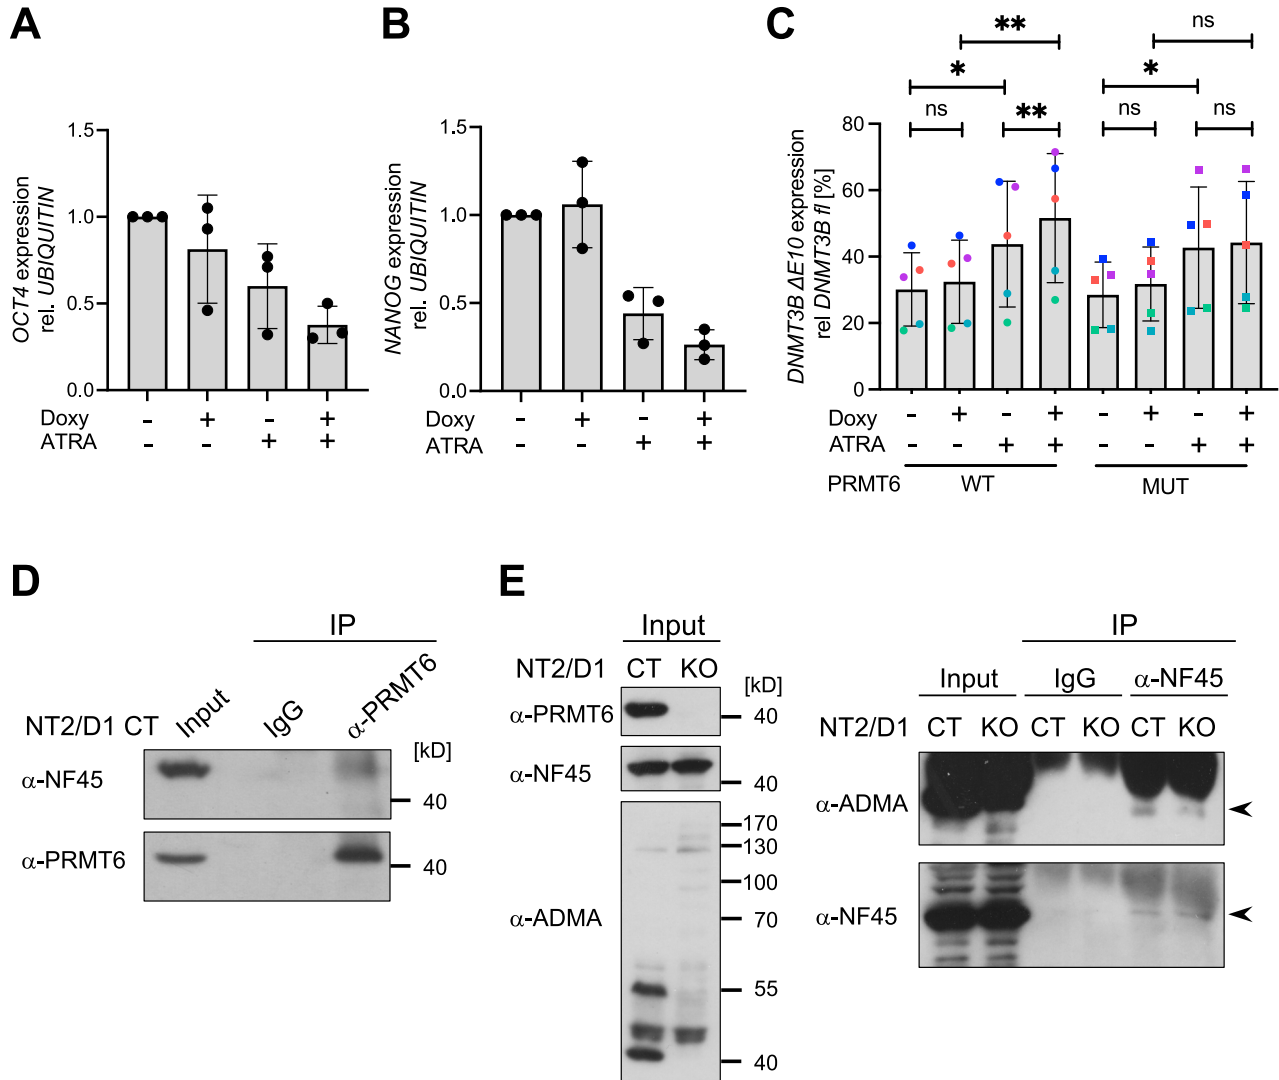 A
OCT4 expression
rel. UBIQUITIN
1.5
1.0
0.5
0.0
Doxy - + - +
ATRA - - + +
B
NANOG expression
rel. UBIQUITIN
1.5
1.0
0.5
0.0
Doxy - + - +
ATRA - - + +
C
** ns
* *
ns ** ns ns
DNMT3B ΔE10 expression
rel DNMT3B fl [%]
80
60
40
20
0
Doxy - + - + - + - +
ATRA - - + + - - + +
PRMT6 WT MUT
D
IP
NT2/D1 CT Input IgG α-PRMT6
[kD]
α-NF45
40
α-PRMT6
40
E
Input
NT2/D1 CT KO
[kD]
α-PRMT6
40
α-NF45
40
α-ADMA
170
130
100
70
55
40
IP
Input IgG α-NF45
NT2/D1 CT KO CT KO CT KO
α-ADMA
α-NF45